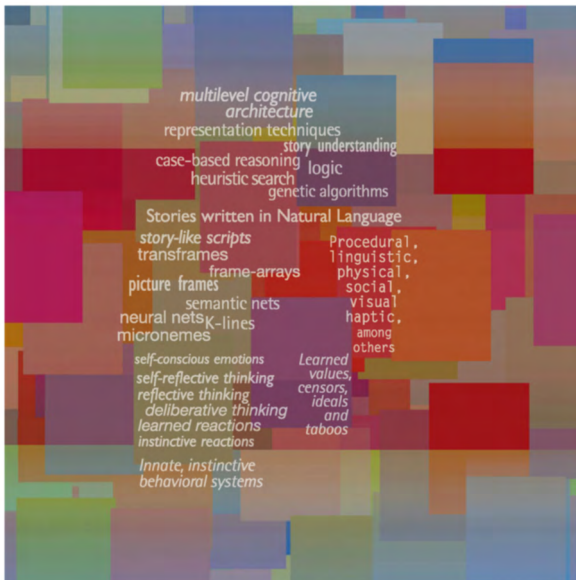 multilevel cognitive
architecture
representation techniques
story understanding
case-based reasoning
logic
heuristic search
genetic algorithms
Stories written in Natural Language
story-like scripts
transframes
frame-arrays
picture frames
semantic nets
neural nets
K-lines
micronemes
Procedural,
linguistic,
physical,
social,
visual
haptic,
among
others
self-conscious emotions
self-reflective thinking
reflective thinking
deliberative thinking
learned reactions
instinctive reactions
Learned
values,
censors,
ideals
and
taboos
Innate, instinctive
behavioral systems